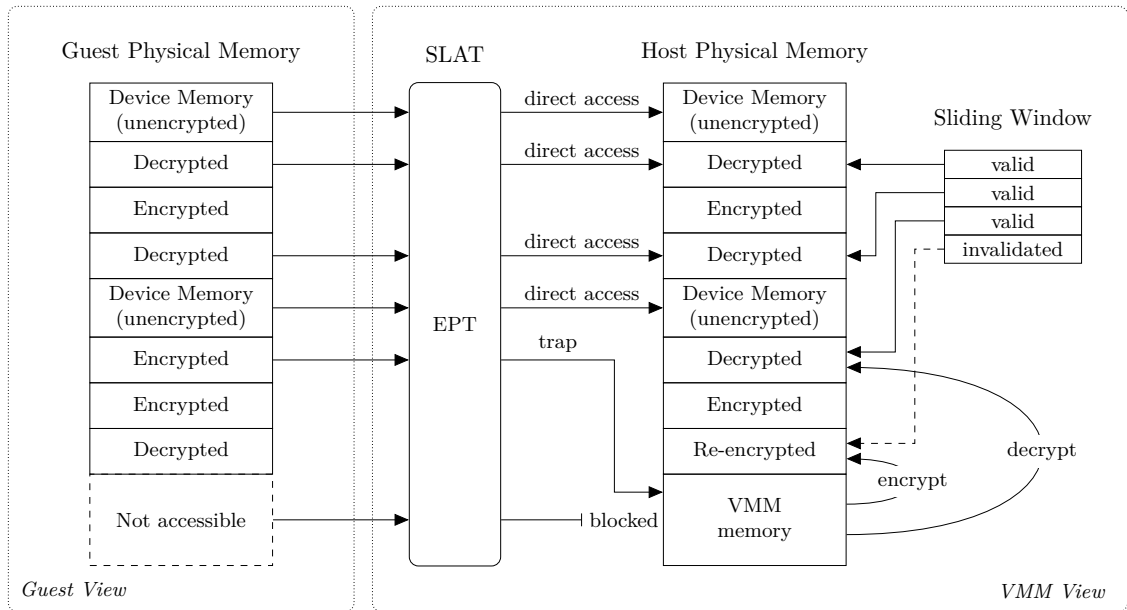 Guest Physical Memory
Device Memory
(unencrypted)
Decrypted
Encrypted
Decrypted
Device Memory
(unencrypted)
Encrypted
Encrypted
Decrypted
Not accessible
Guest View
SLAT
EPT
direct access
direct access
direct access
direct access
trap
blocked
Host Physical Memory
Device Memory
(unencrypted)
Decrypted
Encrypted
Decrypted
Device Memory
(unencrypted)
Decrypted
Encrypted
Re-encrypted
VMM
memory
Sliding Window
valid
valid
valid
invalidated
decrypt
encrypt
VMM View